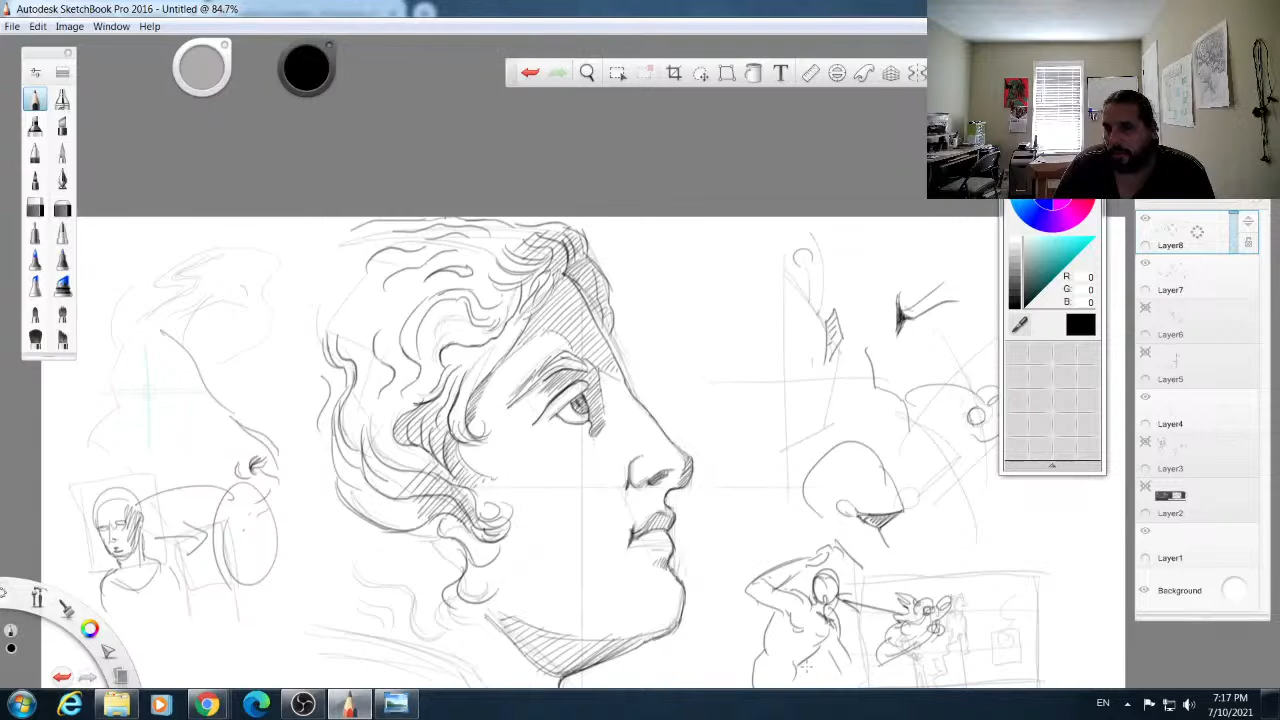 Autodesk SketchBook Pro 2016 - Untitled @ 84.7%
File Edit Image Window Help
T
Layer8
Layer7
R 0
G: 0
B: 0
Layer6
Layer5
Layer4
Layer3
Layer2
Layer1
Background
EN
7:17 PM
7/10/2021